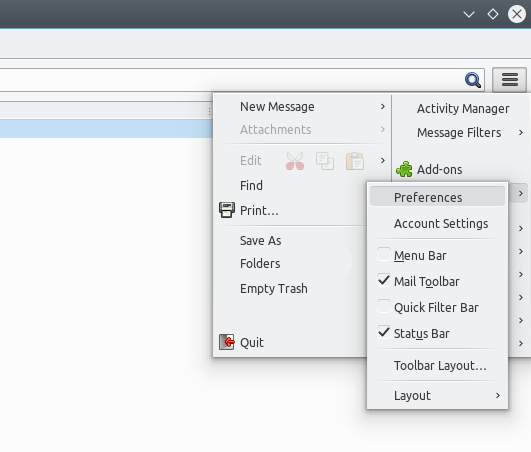 New Message
Attachments
Edit
Find
Print...
Save As
Folders
Empty Trash
Quit
Activity Manager
Message Filters
Add-ons
Preferences
Account Settings
Menu Bar
Mail Toolbar
Quick Filter Bar
Status Bar
Toolbar Layout...
Layout